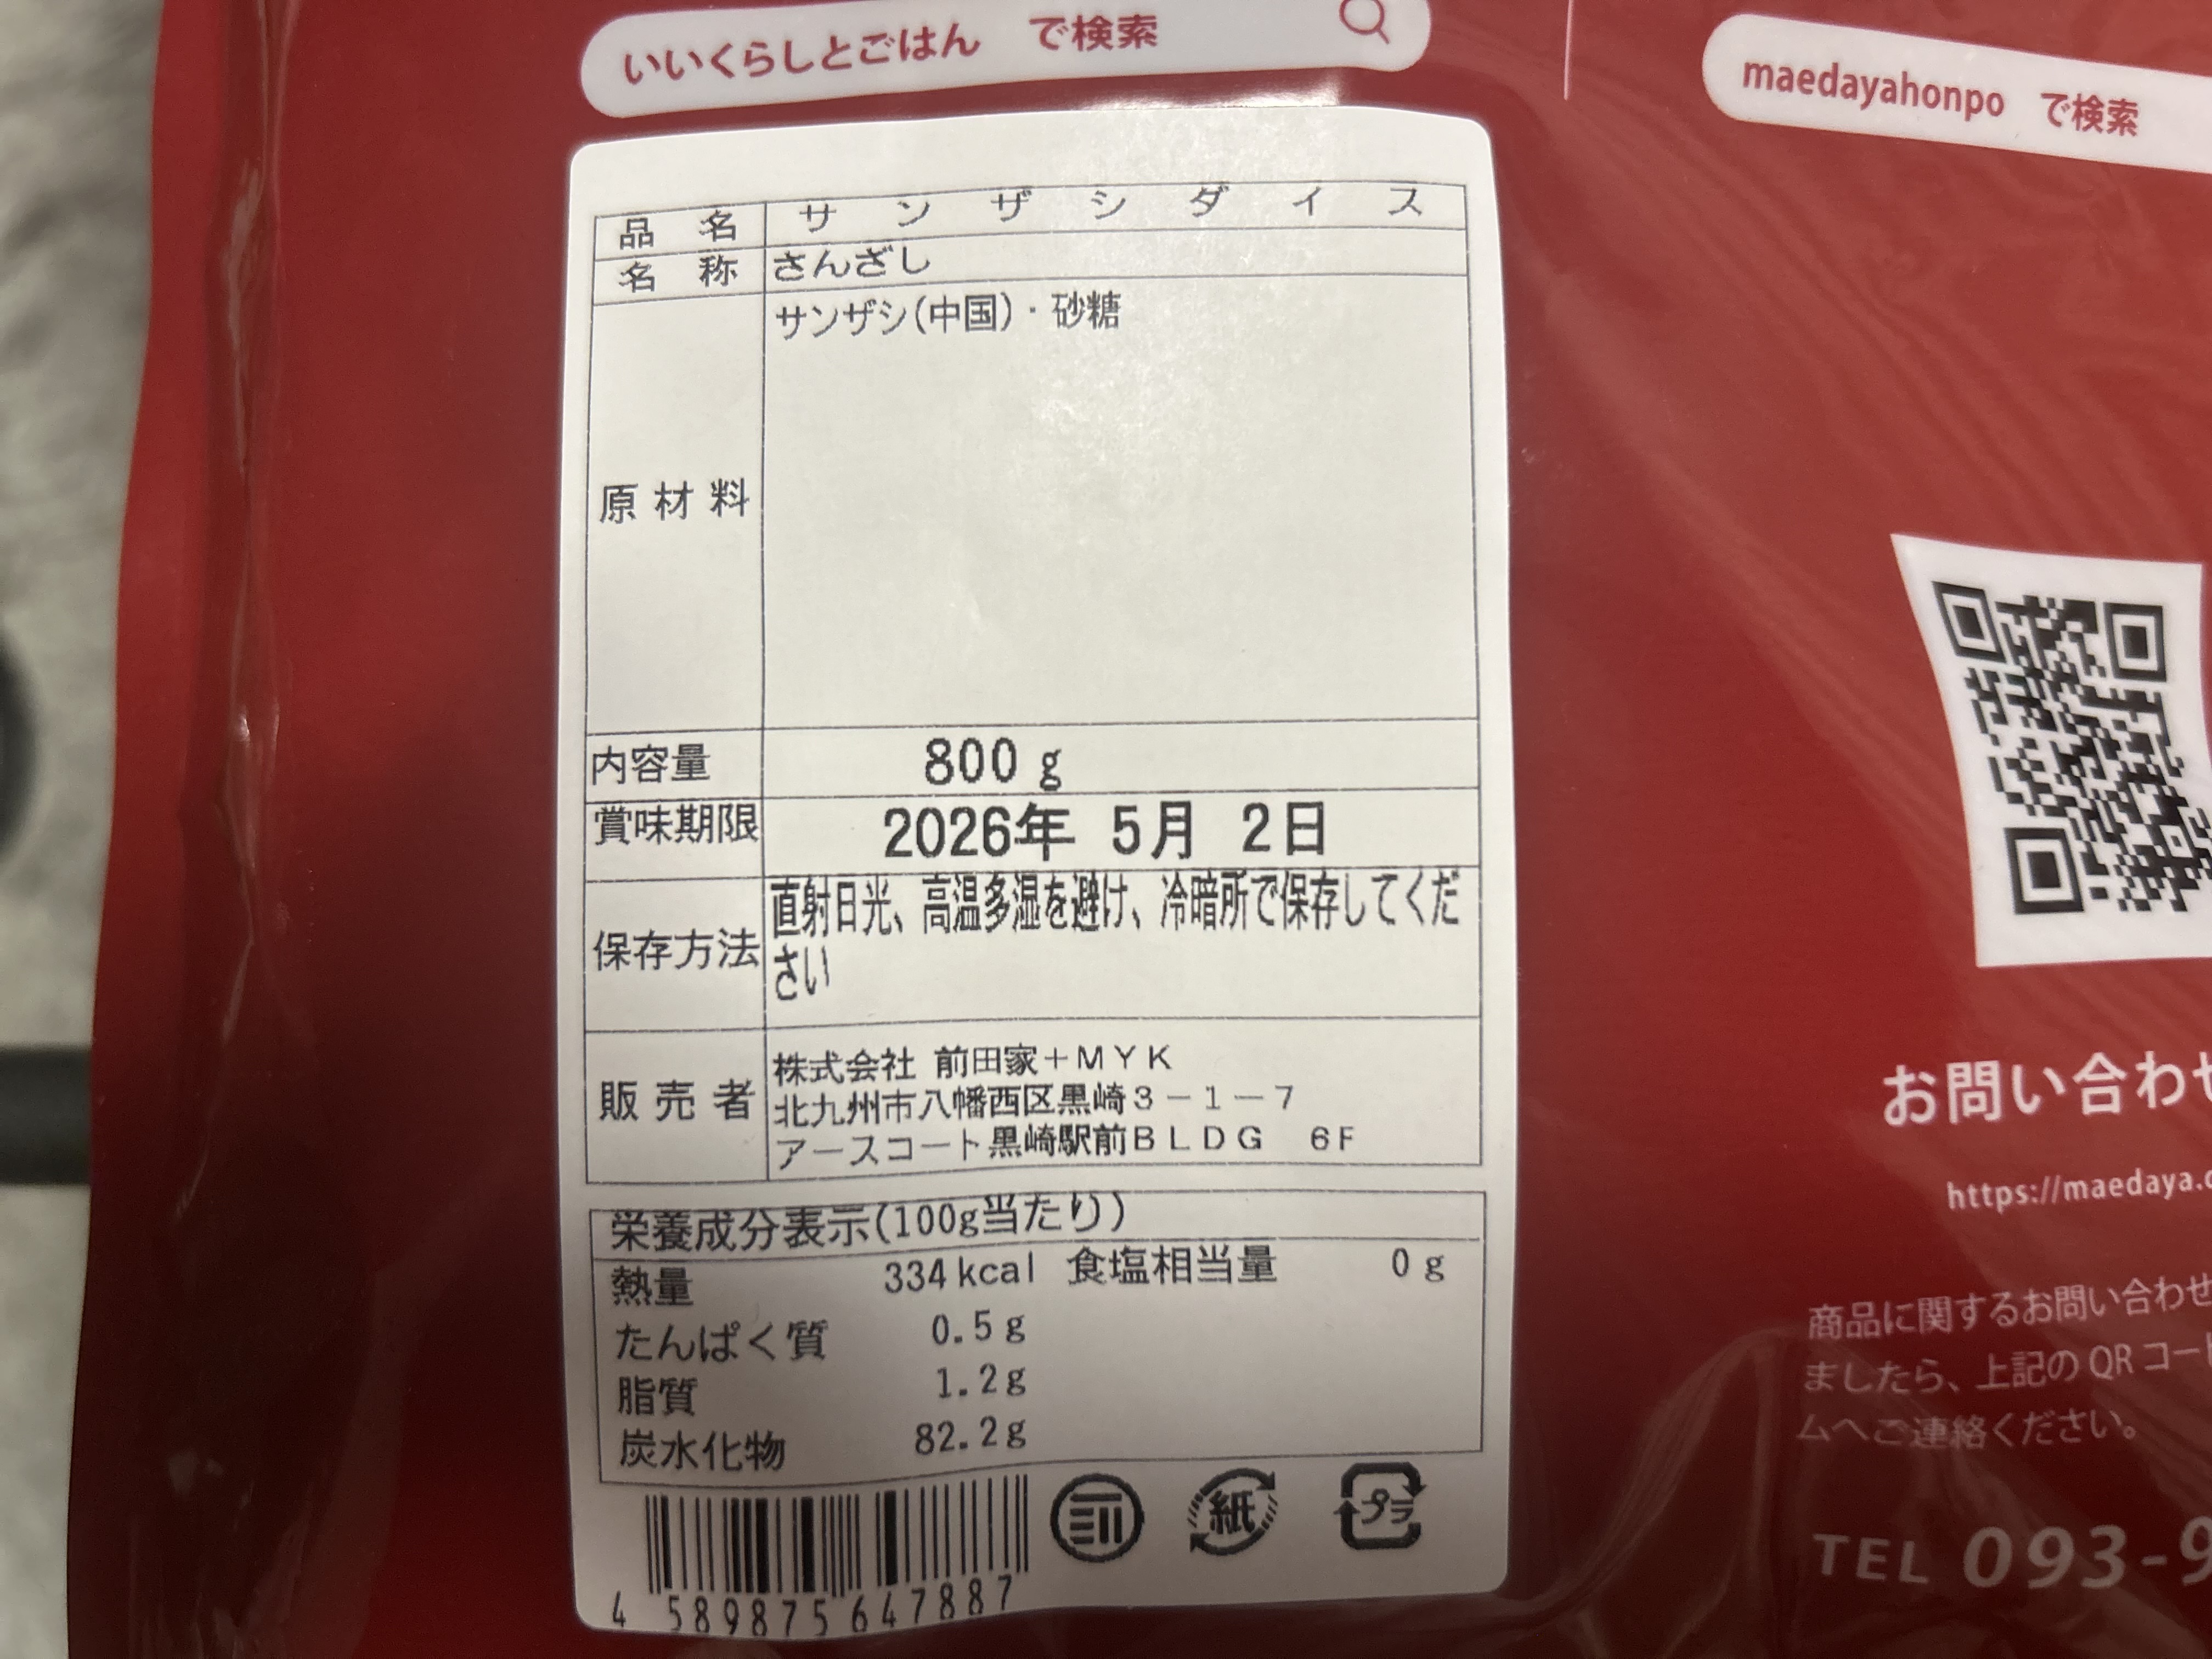 いいくらしとごはん で検索
maedayahonpo で検索
品名 サンザシダイス
名称 さんざし
原材料 サンザシ(中国)・砂糖
内容量 800g
賞味期限 2026年 5月 2日
保存方法 直射日光、高温多湿を避け、冷暗所で保存してくだ
さい
販売者 株式会社 前田家+MYK
北九州市八幡西区黒崎3-1-7
アースコート黒崎駅前BLDG 6F
栄養成分表示(100g当たり)
熱量 334kcal 食塩相当量 0g
たんぱく質 0.5g
脂質 1.2g
炭水化物 82.2g
4 589875 647887
紙
プラ
お問い合わせ
https://maedaya.
商品に関するお問い合わせ
ましたら、上記のQRコード
ムへご連絡ください。
TEL 093-9